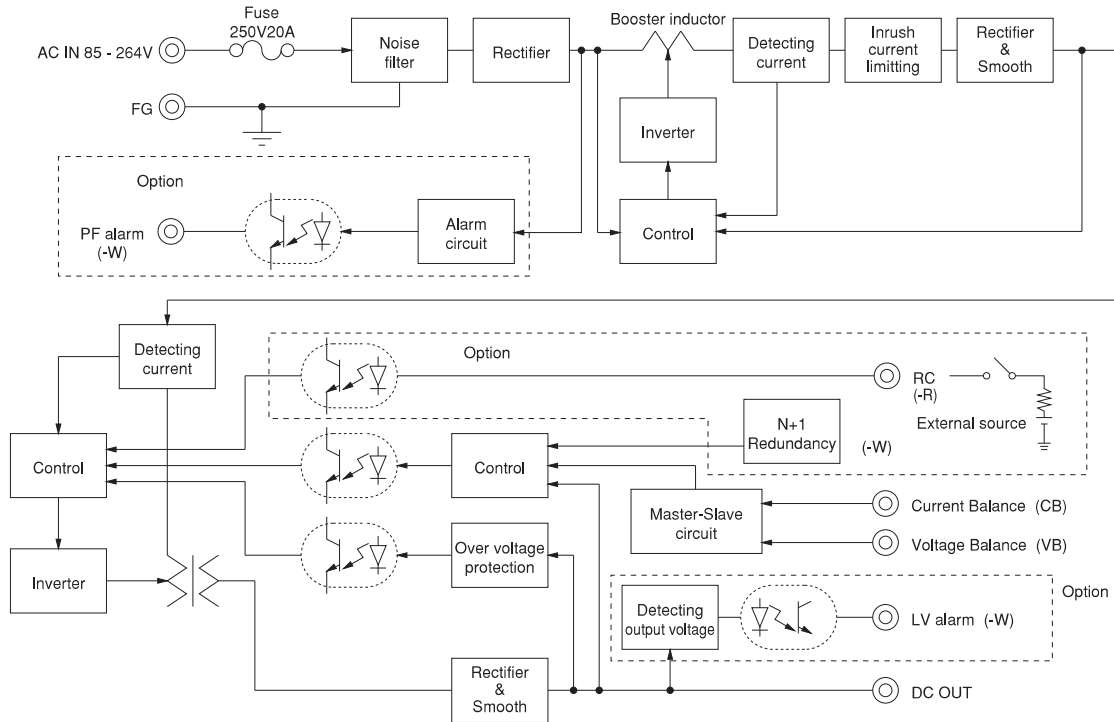 Fuse
250V20A
AC IN 85 - 264V
Noise
filter
Rectifier
Booster inductor
Detecting
current
Inrush
current
limitting
Rectifier
&
Smooth
FG
Inverter
Control
Option
PF alarm
(-W)
Alarm
circuit
Detecting
current
Option
RC
(-R)
External source
N+1
Redundancy
(-W)
Control
Control
Master-Slave
circuit
Current Balance (CB)
Voltage Balance (VB)
Inverter
Over voltage
protection
Option
Detecting
output voltage
LV alarm (-W)
Rectifier
&
Smooth
DC OUT